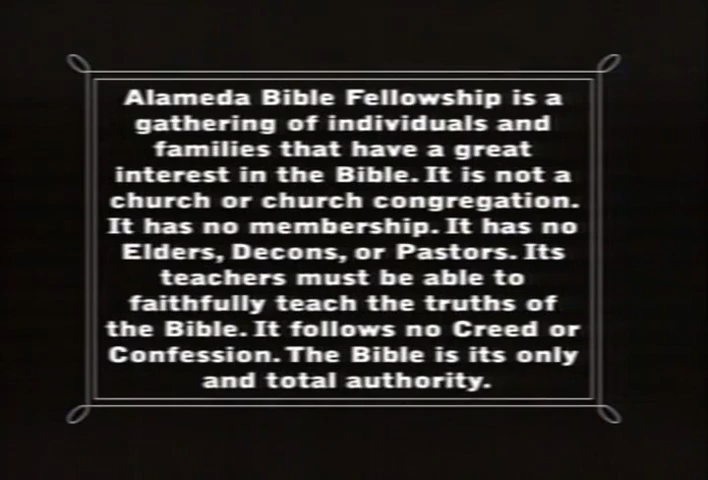 Alameda Bible Fellowship is a
gathering of individuals and
families that have a great
interest in the Bible. It is not a
church or church congregation.
It has no membership. It has no
Elders, Decons, or Pastors. Its
teachers must be able to
faithfully teach the truths of
the Bible. It follows no Creed or
Confession. The Bible is its only
and total authority.